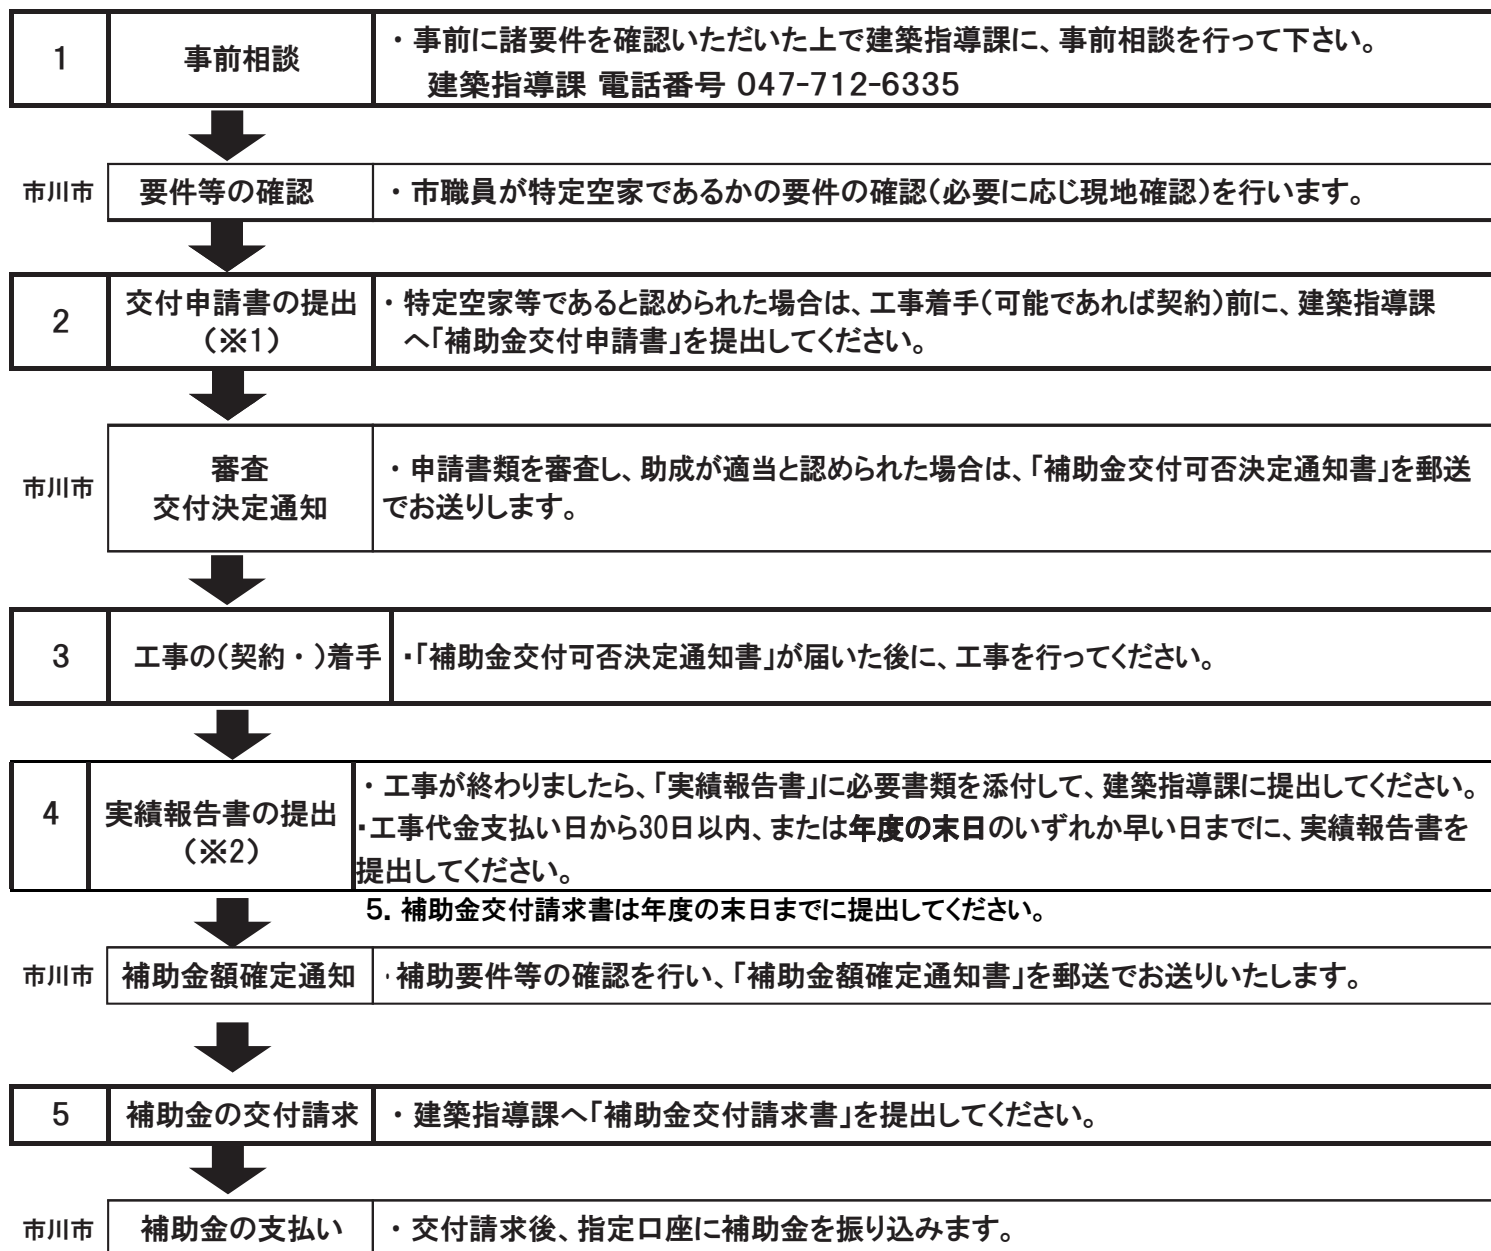 1
事前相談
・ 事前に諸要件を確認いただいた上で建築指導課に、事前相談を行って下さい。
建築指導課 電話番号 047-712-6335
市川市
要件等の確認
・ 市職員が特定空家であるかの要件の確認（必要に応じ現地確認）を行います。
2
交付申請書の提出
（※1）
・ 特定空家等であると認められた場合は、工事着手（可能であれば契約）前に、建築指導課
へ「補助金交付申請書」を提出してください。
市川市
審査
交付決定通知
・ 申請書類を審査し、助成が適当と認められた場合は、「補助金交付可否決定通知書」を郵送
でお送りします。
3
工事の（契約・）着手
・「補助金交付可否決定通知書」が届いた後に、工事を行ってください。
4
実績報告書の提出
（※2）
・ 工事が終わりましたら、「実績報告書」に必要書類を添付して、建築指導課に提出してください。
・工事代金支払い日から30日以内、または年度の末日のいずれか早い日までに、実績報告書を
提出してください。
５．補助金交付請求書は年度の末日までに提出してください。
市川市
補助金額確定通知
・補助要件等の確認を行い、「補助金額確定通知書」を郵送でお送りいたします。
5
補助金の交付請求
・ 建築指導課へ「補助金交付請求書」を提出してください。
市川市
補助金の支払い
・ 交付請求後、指定口座に補助金を振り込みます。